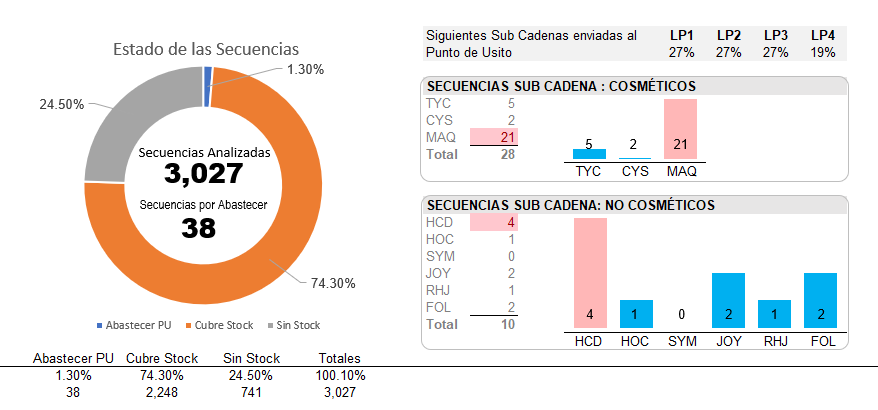 Estado de las Secuencias
1.30%
24.50%
Secuencias Analizadas
3,027
Secuencias por Abastecer
38
74.30%
Abastecer PU Cubre Stock Sin Stock
Abastecer PU Cubre Stock Sin Stock Totales
1.30% 74.30% 24.50% 100.10%
38 2,248 741 3,027
Siguientes Sub Cadenas enviadas al LP1 LP2 LP3 LP4
Punto de Usito 27% 27% 27% 19%
SECUENCIAS SUB CADENA : COSMÉTICOS
TYC 5
CYS 2
MAQ 21
Total 28
5 2 21
TYC CYS MAQ
SECUENCIAS SUB CADENA: NO COSMÉTICOS
HCD 4
HOC 1
SYM 0
JOY 2
RHJ 1
FOL 2
Total 10
4 1 0 2 1 2
HCD HOC SYM JOY RHJ FOL